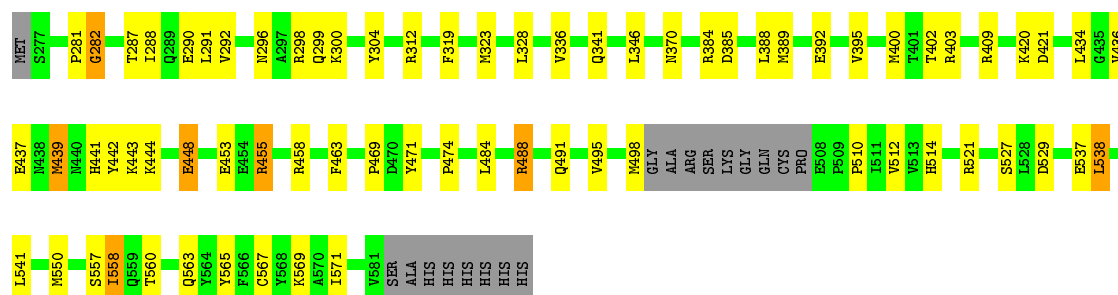 MET S277 P281 G282 T287 I288 Q289 E290 L291 V292 N296 A297 R298 Q299 K300 Y304 R312 F319 M323 L328 V336 Q341 L346 N370 R384 D385 L388 M389 E392 V395 M400 T401 T402 R403 R409 K420 D421 L434 G435 V436
E437 N438 M439 N440 H441 Y442 K443 K444 E448 E453 E454 R455 R458 F463 P469 D470 Y471 P474 L484 R488 Q491 V495 M498 GLY ALA ARG SER LYS GLY GLN CYS PRO E508 P509 P510 I511 V512 V513 H514 R521 S527 L528 D529 E537 L538
L541 M550 S557 I558 Q559 T560 Q563 Y564 Y565 F566 C567 Y568 K569 A570 I571 V581 SER ALA HIS HIS HIS HIS HIS HIS